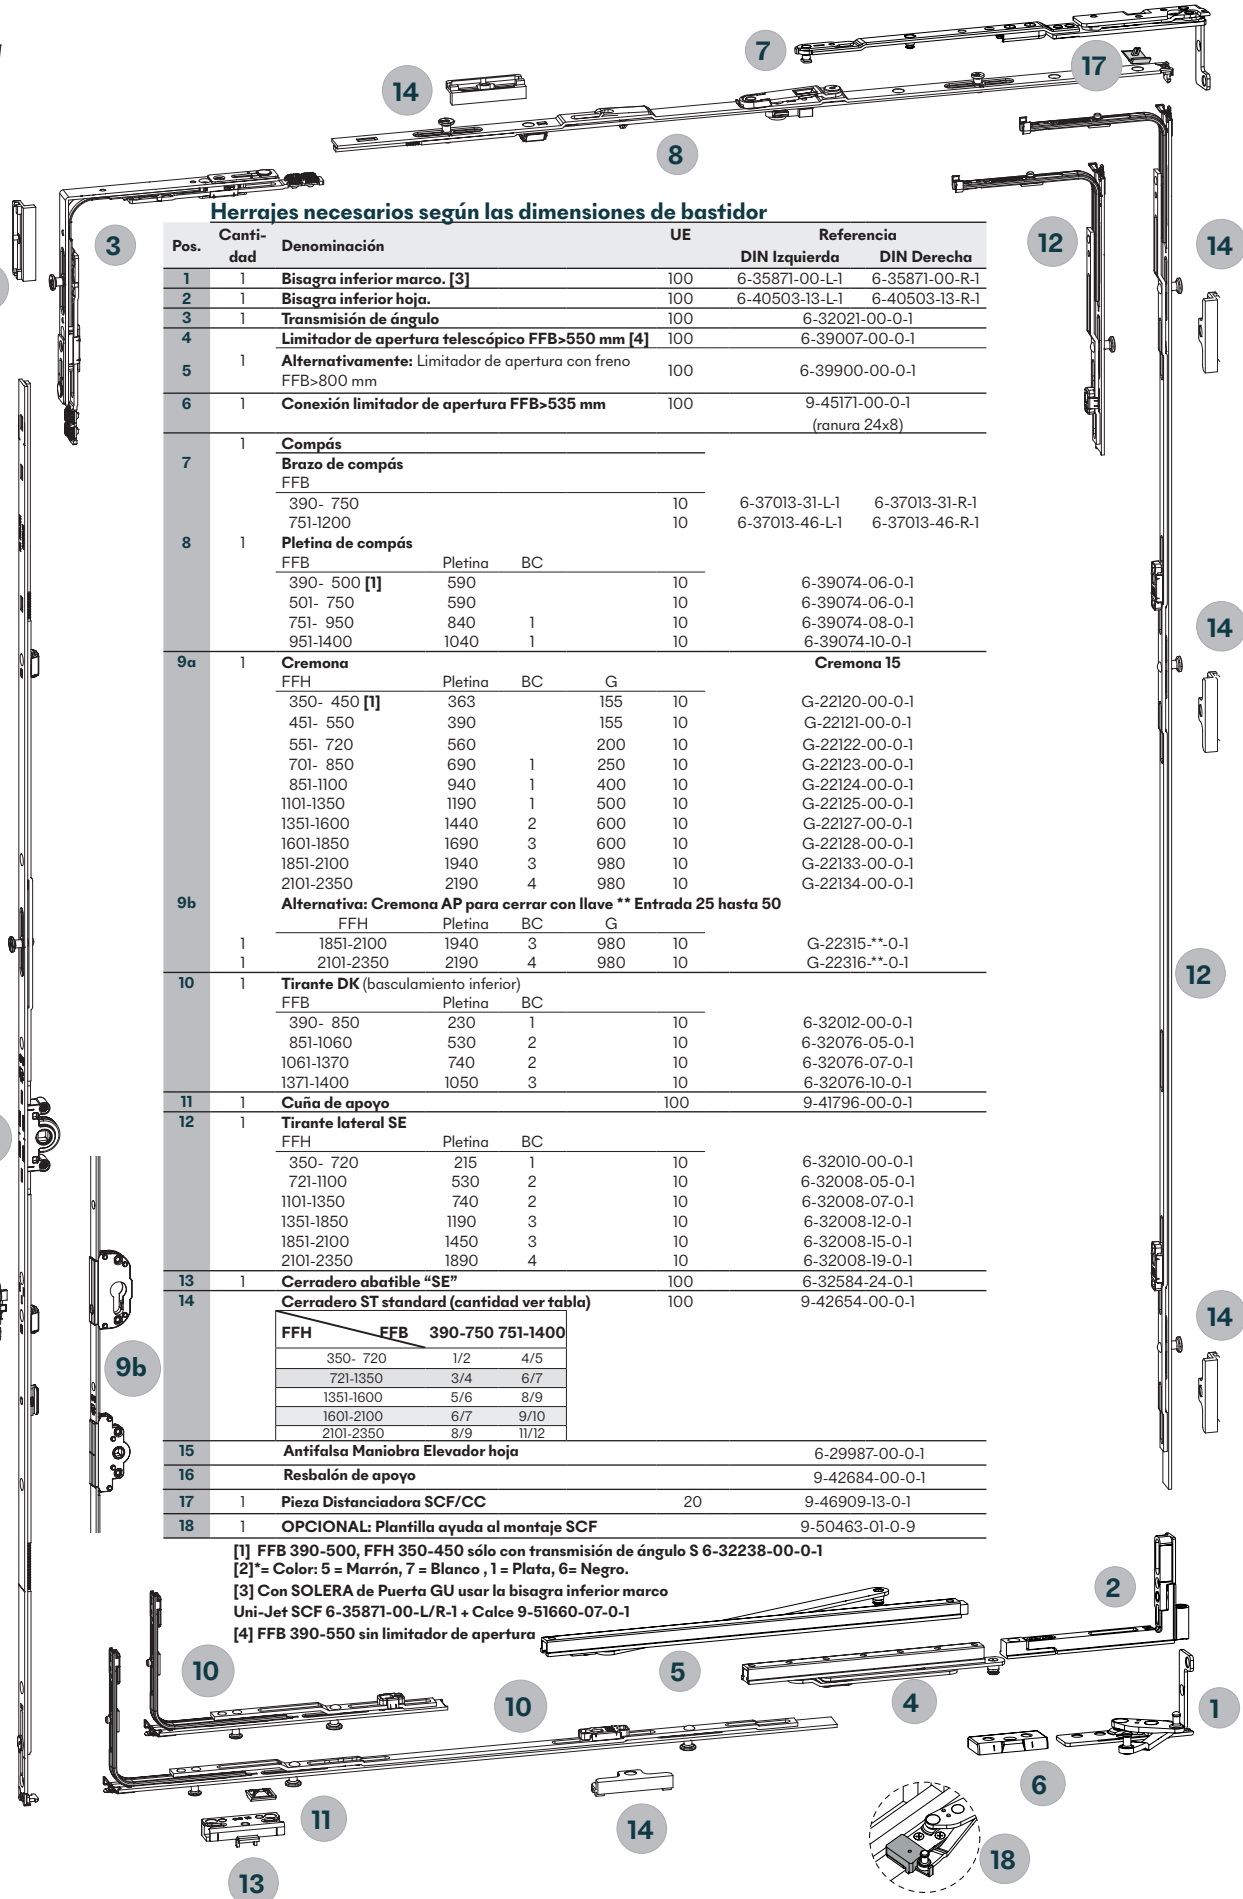 7
17
14
8
3
12
14
14
12
14
9b
Herrajes necesarios según las dimensiones de bastidor
Pos. Canti-dad Denominación UE Referencia
DIN Izquierda DIN Derecha
1 1 Bisagra inferior marco. [3] 100 6-35871-00-L-1 6-35871-00-R-1
2 1 Bisagra inferior hoja. 100 6-40503-13-L-1 6-40503-13-R-1
3 1 Transmisión de ángulo 100 6-32021-00-0-1
4 Limitador de apertura telescópico FFB>550 mm [4] 100 6-39007-00-0-1
5 1 Alternativamente: Limitador de apertura con freno
FFB>800 mm 100 6-39900-00-0-1
6 1 Conexión limitador de apertura FFB>535 mm 100 9-45171-00-0-1
(ranura 24x8)
1 Compás
7 Brazo de compás
FFB
390- 750 10 6-37013-31-L-1 6-37013-31-R-1
751-1200 10 6-37013-46-L-1 6-37013-46-R-1
8 1 Pletina de compás
FFB Pletina BC
390- 500 [1] 590 10 6-39074-06-0-1
501- 750 590 10 6-39074-06-0-1
751- 950 840 1 10 6-39074-08-0-1
951-1400 1040 1 10 6-39074-10-0-1
9a 1 Cremona Cremona 15
FFH Pletina BC G
350- 450 [1] 363 155 10 G-22120-00-0-1
451- 550 390 155 10 G-22121-00-0-1
551- 720 560 200 10 G-22122-00-0-1
701- 850 690 1 250 10 G-22123-00-0-1
851-1100 940 1 400 10 G-22124-00-0-1
1101-1350 1190 1 500 10 G-22125-00-0-1
1351-1600 1440 2 600 10 G-22127-00-0-1
1601-1850 1690 3 600 10 G-22128-00-0-1
1851-2100 1940 3 980 10 G-22133-00-0-1
2101-2350 2190 4 980 10 G-22134-00-0-1
9b Alternativa: Cremona AP para cerrar con llave ** Entrada 25 hasta 50
FFH Pletina BC G
1 1851-2100 1940 3 980 10 G-22315-**-0-1
1 2101-2350 2190 4 980 10 G-22316-**-0-1
10 1 Tirante DK (basculamiento inferior)
FFB Pletina BC
390- 850 230 1 10 6-32012-00-0-1
851-1060 530 2 10 6-32076-05-0-1
1061-1370 740 2 10 6-32076-07-0-1
1371-1400 1050 3 10 6-32076-10-0-1
11 1 Cuña de apoyo 100 9-41796-00-0-1
12 1 Tirante lateral SE
FFH Pletina BC
350- 720 215 1 10 6-32010-00-0-1
721-1100 530 2 10 6-32008-05-0-1
1101-1350 740 2 10 6-32008-07-0-1
1351-1850 1190 3 10 6-32008-12-0-1
1851-2100 1450 3 10 6-32008-15-0-1
2101-2350 1890 4 10 6-32008-19-0-1
13 1 Cerradero abatible “SE” 100 6-32584-24-0-1
14 Cerradero ST standard (cantidad ver tabla) 100 9-42654-00-0-1
FFH FFB 390-750 751-1400
350- 720 1/2 4/5
721-1350 3/4 6/7
1351-1600 5/6 8/9
1601-2100 6/7 9/10
2101-2350 8/9 11/12
15 Antifalsa Maniobra Elevador hoja 6-29987-00-0-1
16 Resbalón de apoyo 9-42684-00-0-1
17 1 Pieza Distanciadora SCF/CC 20 9-46909-13-0-1
18 1 OPCIONAL: Plantilla ayuda al montaje SCF 9-50463-01-0-9
[1] FFB 390-500, FFH 350-450 sólo con transmisión de ángulo S 6-32238-00-0-1
[2]*= Color: 5 = Marrón, 7 = Blanco , 1 = Plata, 6= Negro.
[3] Con SOLERA de Puerta GU usar la bisagra inferior marco
Uni-Jet SCF 6-35871-00-L/R-1 + Calce 9-51660-07-0-1
[4] FFB 390-550 sin limitador de apertura
2
10
5
4
10
1
6
11
14
18
13